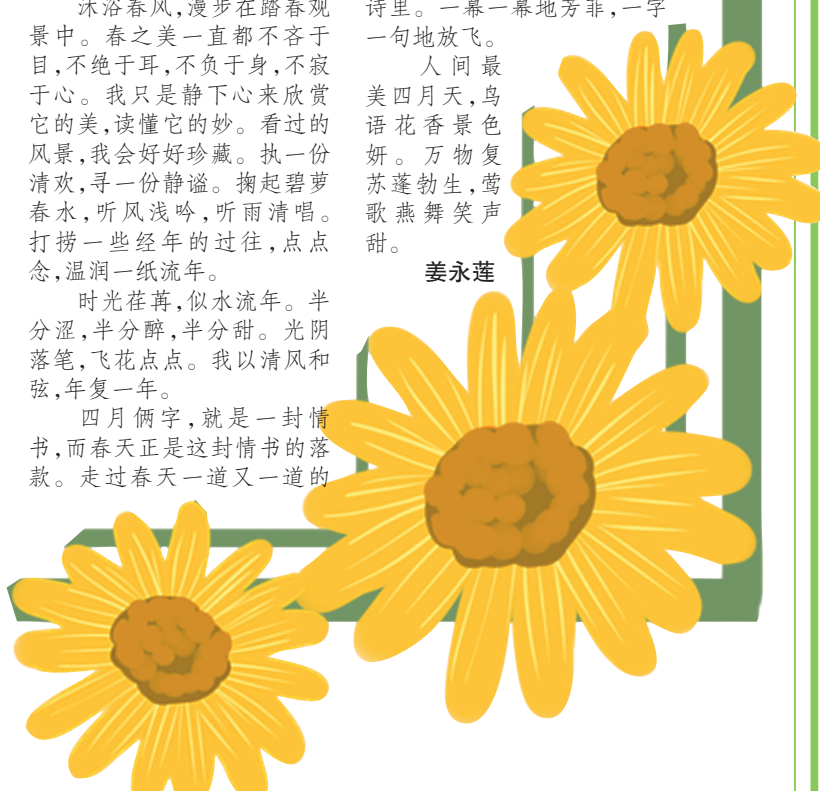 沐浴春风,漫步在踏春观
景中。春之美一直都不吝于
目,不绝于耳,不负于身,不寂
于心。我只是静下心来欣赏
它的美,读懂它的妙。看过的
风景,我会好好珍藏。执一份
清欢,寻一份静谧。掬起碧萝
春水,听风浅吟,听雨清唱。
打捞一些经年的过往,点点
念,温润一纸流年。
时光荏苒,似水流年。半
分涩,半分醉,半分甜。光阴
落笔,飞花点点。我以清风和
弦,年复一年。
四月俩字,就是一封情
书,而春天正是这封情书的落
款。走过春天一道又一道的
诗里。一幕一幕地芳菲,一字
一句地放飞。
人间最
美四月天,鸟
语花香景色
妍。万物复
苏蓬勃生,莺
歌燕舞笑声
甜。
姜永莲